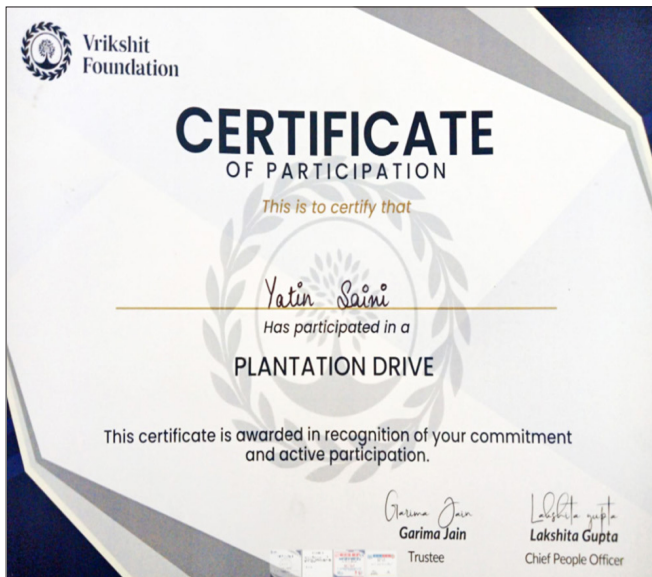 Vrikshit
Foundation
CERTIFICATE
OF PARTICIPATION
This is to certify that
Yatin Saini
Has participated in a
PLANTATION DRIVE
This certificate is awarded in recognition of your commitment
and active participation.
Garima Jain
Lakshita gupta
Garima Jain
Lakshita Gupta
Trustee
Chief People Officer